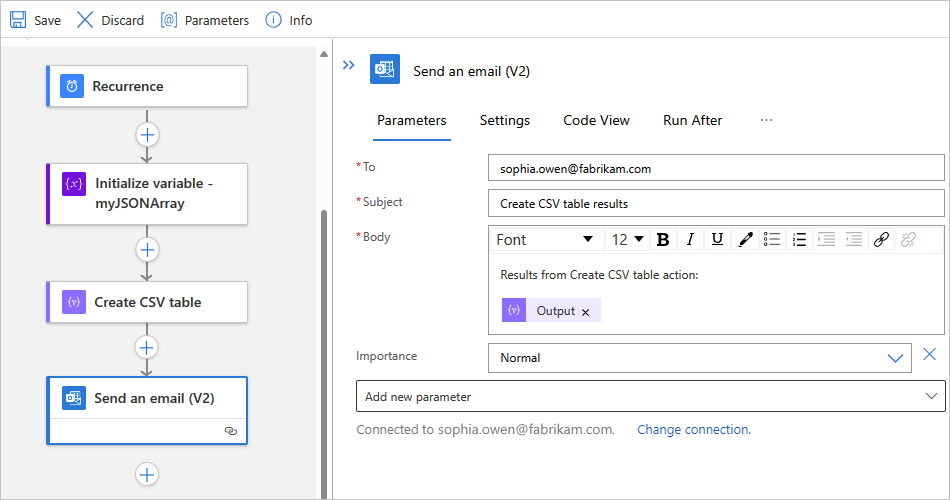 Save Discard Parameters Info
Recurrence
Initialize variable -
myJSONArray
Create CSV table
Send an email (V2)
Send an email (V2)
Parameters Settings Code View Run After ...
* To sophia.owen@fabrikam.com
* Subject Create CSV table results
* Body Font 12 B I U
Results from Create CSV table action:
Output ×
Importance Normal
Add new parameter
Connected to sophia.owen@fabrikam.com. Change connection.